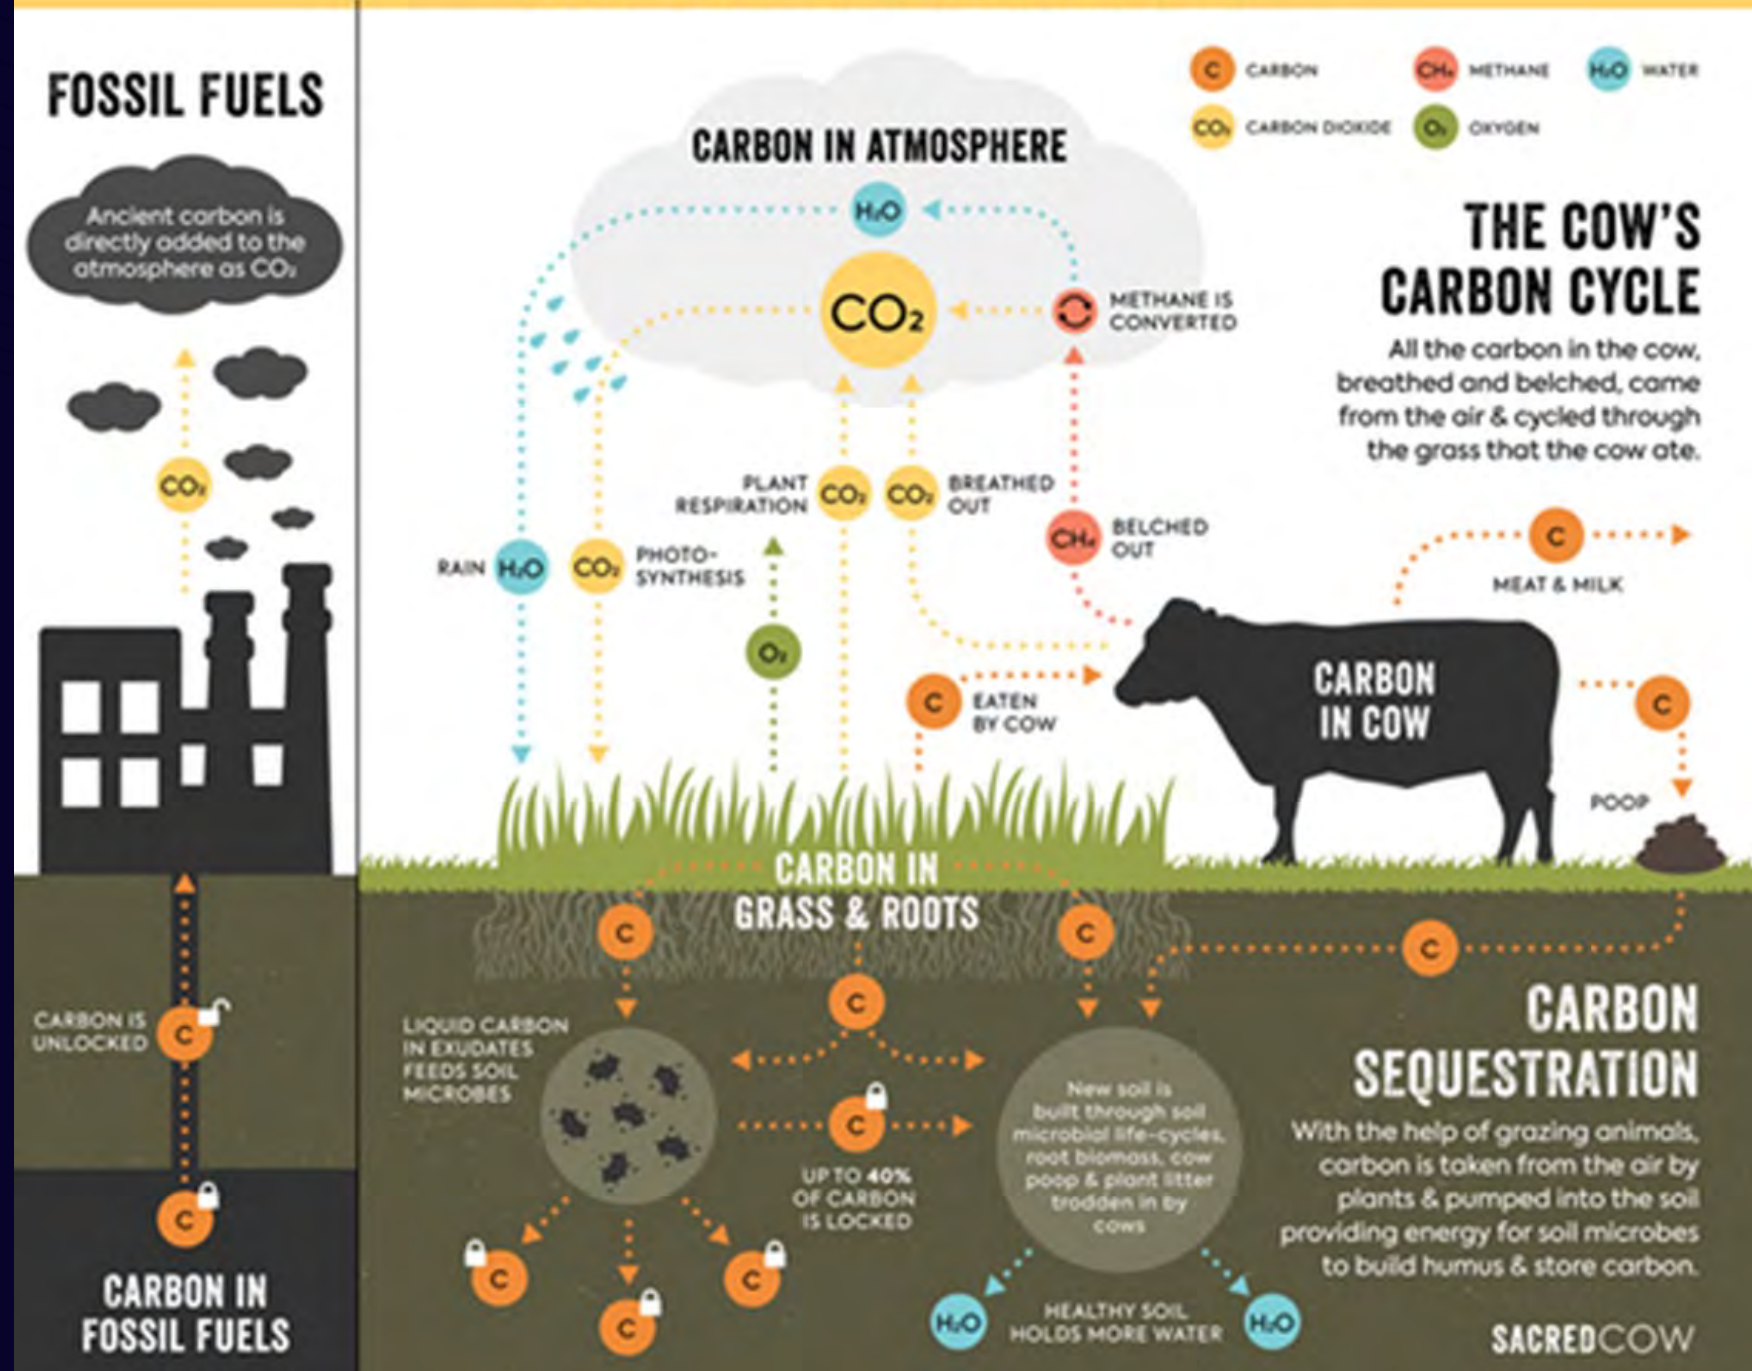 FOSSIL FUELS
Ancient carbon is
directly added to the
atmosphere as CO₂
CO₂
CARBON IS
UNLOCKED
C
C
CARBON IN
FOSSIL FUELS
C CARBON
CH₄ METHANE
H₂O WATER
CO₂ CARBON DIOXIDE
O₂ OXYGEN
CARBON IN ATMOSPHERE
H₂O
CO₂
METHANE IS
CONVERTED
THE COW'S
CARBON CYCLE
All the carbon in the cow,
breathed and belched, came
from the air & cycled through
the grass that the cow ate.
RAIN
H₂O
CO₂
PHOTO-
SYNTHESIS
O₂
PLANT
RESPIRATION
CO₂
CO₂
BREATHED
OUT
CH₄
BELCHED
OUT
C
EATEN
BY COW
C
MEAT & MILK
CARBON
IN COW
C
POOP
CARBON IN
GRASS & ROOTS
C
C
C
C
LIQUID CARBON
IN EXUDATES
FEEDS SOIL
MICROBES
C
UP TO 40%
OF CARBON
IS LOCKED
C
C
C
New soil is
built through soil
microbial life-cycles,
root biomass, cow
poop & plant litter
trodden in by
cows
H₂O
HEALTHY SOIL
HOLDS MORE WATER
H₂O
CARBON
SEQUESTRATION
With the help of grazing animals,
carbon is taken from the air by
plants & pumped into the soil
providing energy for soil microbes
to build humus & store carbon.
SACREDCOW